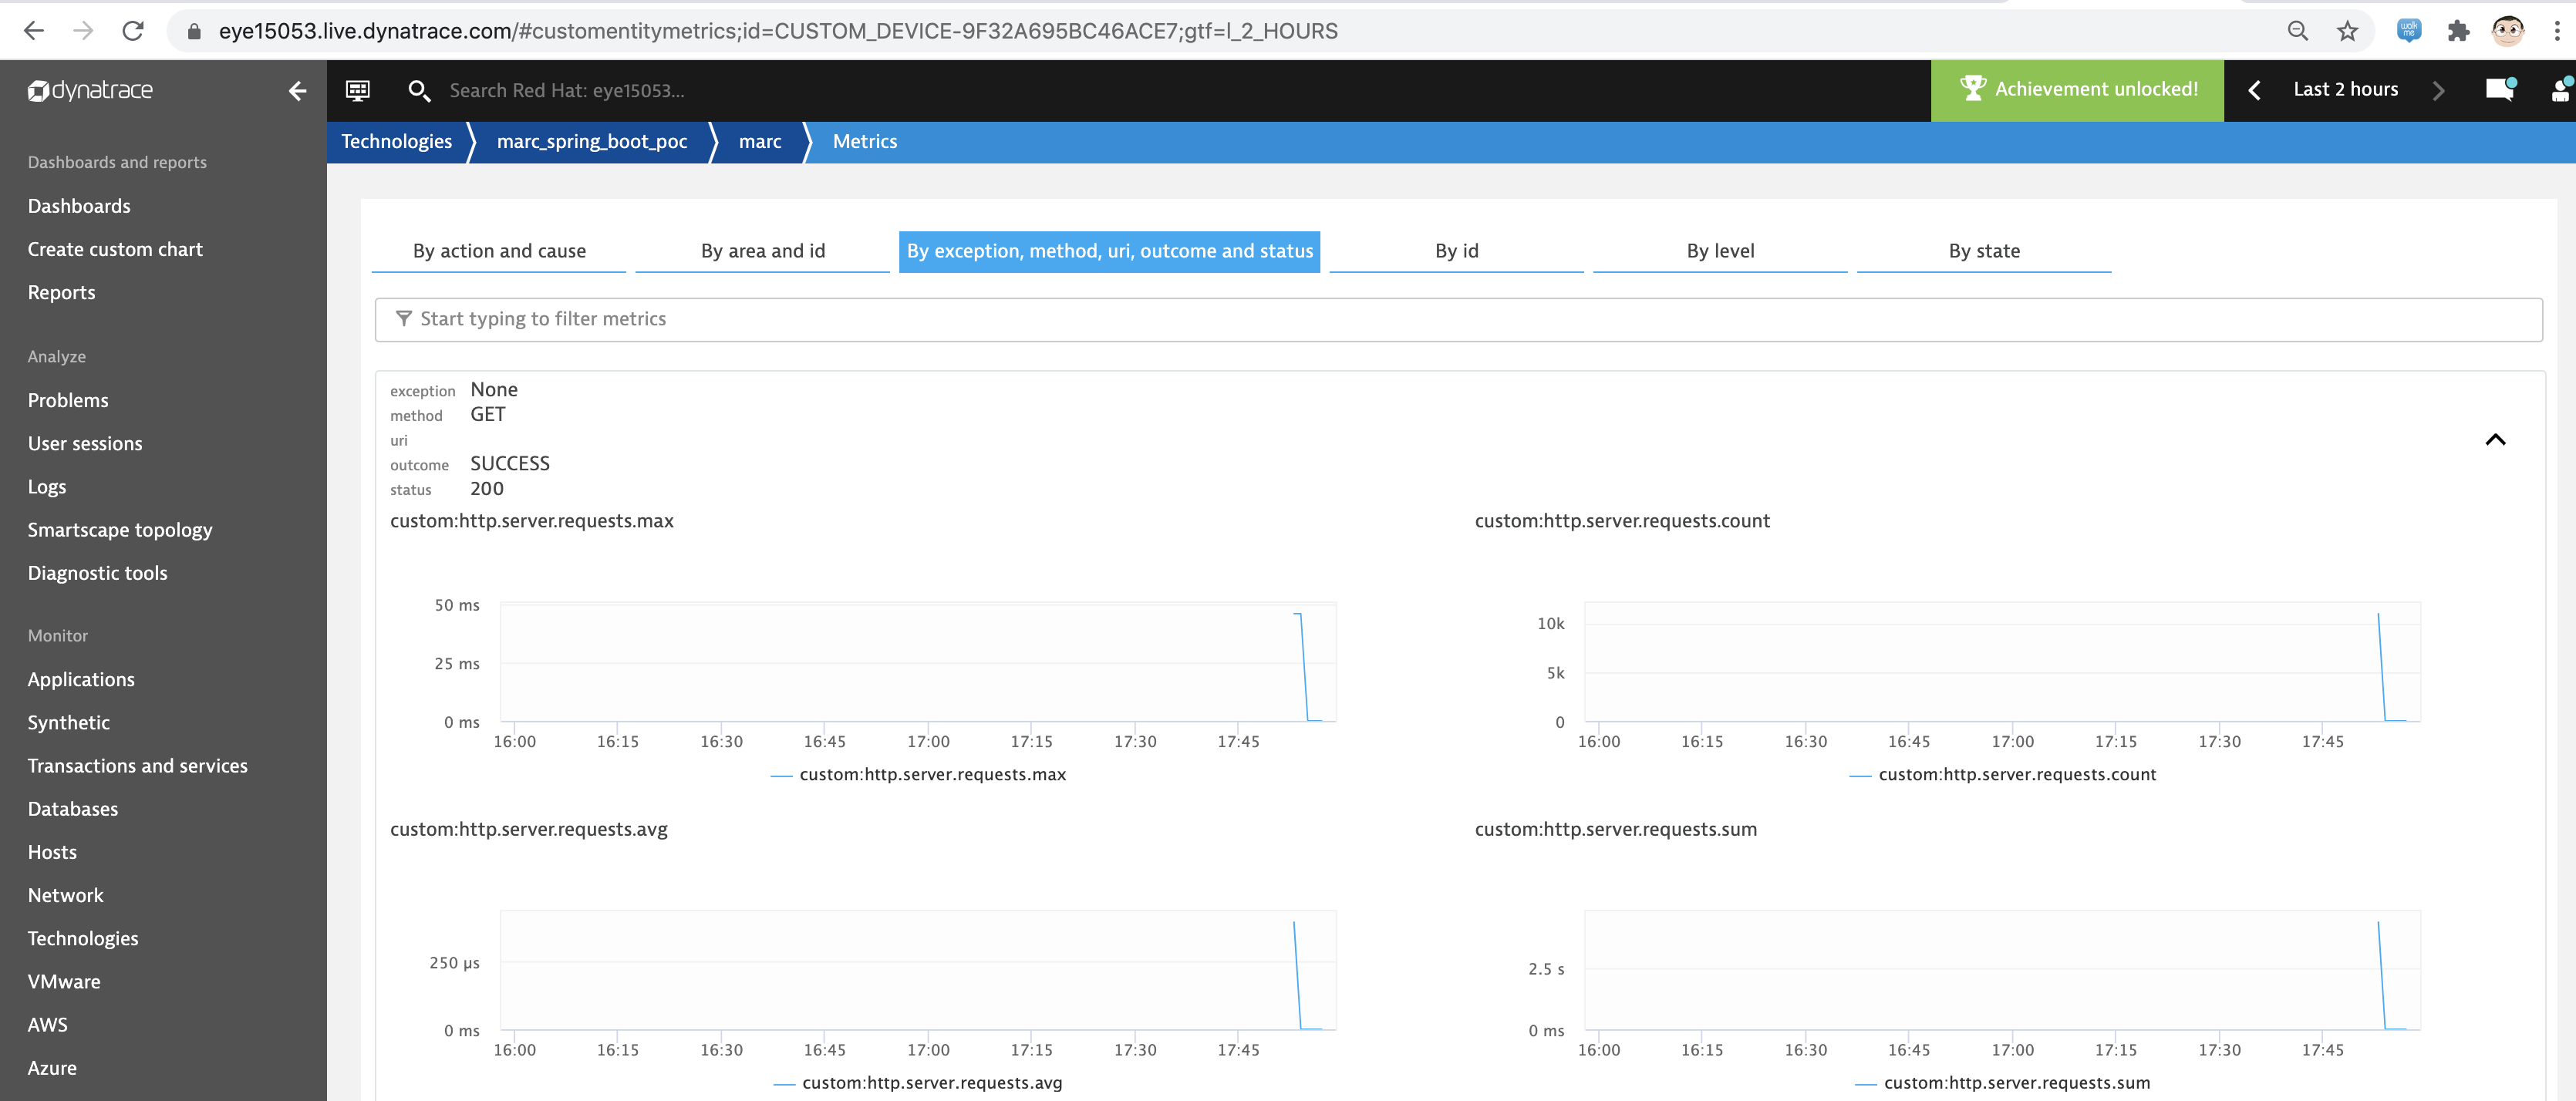 eye15053.live.dynatrace.com/#customentitymetrics;id=CUSTOM_DEVICE-9F32A695BC46ACE7;gtf=l_2_HOURS
walk me
dynatrace
Search Red Hat: eye15053...
Achievement unlocked!
Last 2 hours
Technologies
marc_spring_boot_poc
marc
Metrics
Dashboards and reports
Dashboards
Create custom chart
Reports
Analyze
Problems
User sessions
Logs
Smartscape topology
Diagnostic tools
Monitor
Applications
Synthetic
Transactions and services
Databases
Hosts
Network
Technologies
VMware
AWS
Azure
By action and cause
By area and id
By exception, method, uri, outcome and status
By id
By level
By state
Start typing to filter metrics
exception None
method GET
uri
outcome SUCCESS
status 200
custom:http.server.requests.max
50 ms
25 ms
0 ms
16:00 16:15 16:30 16:45 17:00 17:15 17:30 17:45
custom:http.server.requests.max
custom:http.server.requests.count
10k
5k
0
16:00 16:15 16:30 16:45 17:00 17:15 17:30 17:45
custom:http.server.requests.count
custom:http.server.requests.avg
250 µs
0 ms
16:00 16:15 16:30 16:45 17:00 17:15 17:30 17:45
custom:http.server.requests.avg
custom:http.server.requests.sum
2.5 s
0 ms
16:00 16:15 16:30 16:45 17:00 17:15 17:30 17:45
custom:http.server.requests.sum